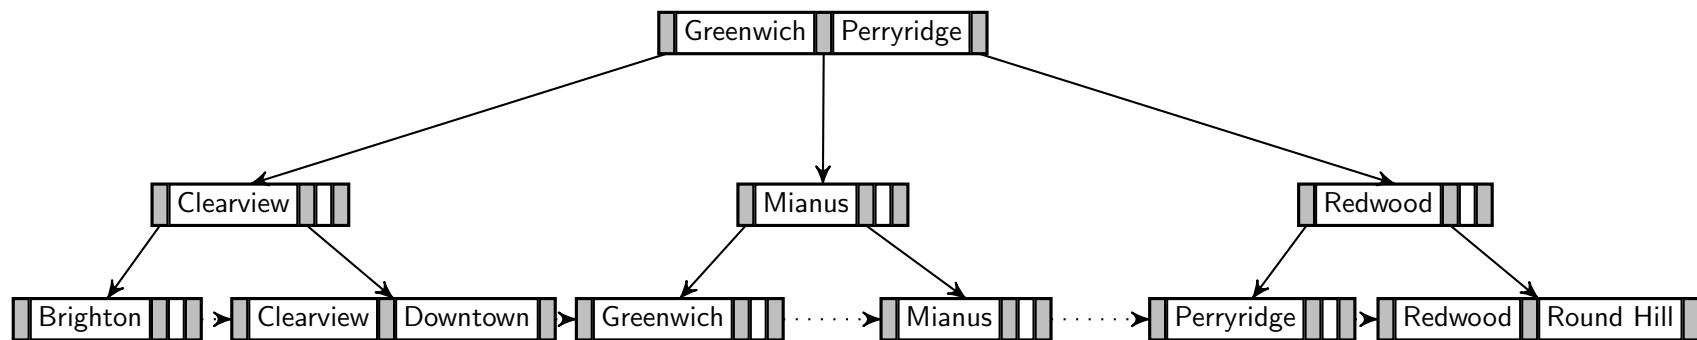 Greenwich Perryridge
Clearview Mianus Redwood
Brighton Clearview Downtown Greenwich Mianus Perryridge Redwood Round Hill